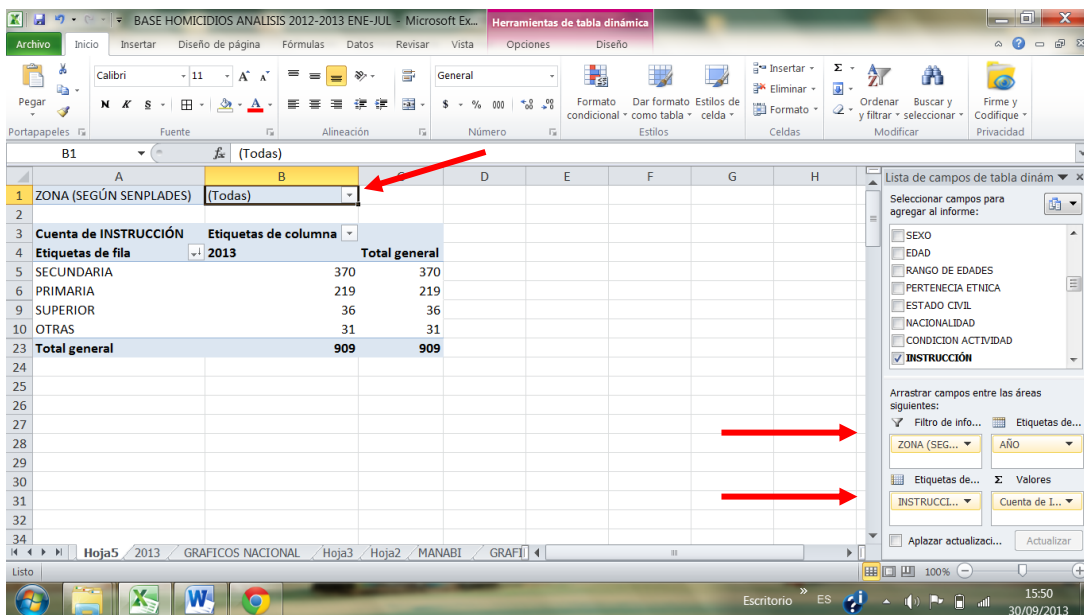 BASE HOMICIDIOS ANALISIS 2012-2013 ENE-JUL - Microsoft Ex...
Herramientas de tabla dinámica
Archivo Inicio Insertar Diseño de página Fórmulas Datos Revisar Vista Opciones Diseño
Pegar
Calibri 11
N K S
General
$ % 000
Formato condicional
Dar formato como tabla
Estilos de celda
Insertar
Eliminar
Formato
Ordenar y filtrar
Buscar y seleccionar
Firme y Codifique
Portapapeles Fuente Alineación Número Estilos Celdas Modificar Privacidad
B1 fx (Todas)
A B C D E F G H
1 ZONA (SEGÚN SENPLADES) (Todas)
2
3 Cuenta de INSTRUCCIÓN Etiquetas de columna
4 Etiquetas de fila 2013 Total general
5 SECUNDARIA 370 370
6 PRIMARIA 219 219
9 SUPERIOR 36 36
10 OTRAS 31 31
23 Total general 909 909
24
25
26
27
28
29
30
31
32
34
Lista de campos de tabla dinám
Seleccionar campos para
agregar al informe:
SEXO
EDAD
RANGO DE EDADES
PERTENECIA ETNICA
ESTADO CIVIL
NACIONALIDAD
CONDICION ACTIVIDAD
INSTRUCCIÓN
Arrastrar campos entre las áreas
siguientes:
Filtro de info... Etiquetas de...
ZONA (SEG... AÑO
Etiquetas de... Σ Valores
INSTRUCCI... Cuenta de I...
Aplazar actualizaci... Actualizar
Hoja5 2013 GRAFICOS NACIONAL Hoja3 Hoja2 MANABI GRAFI
Listo 100%
Escritorio » ES 15:50
30/09/2013